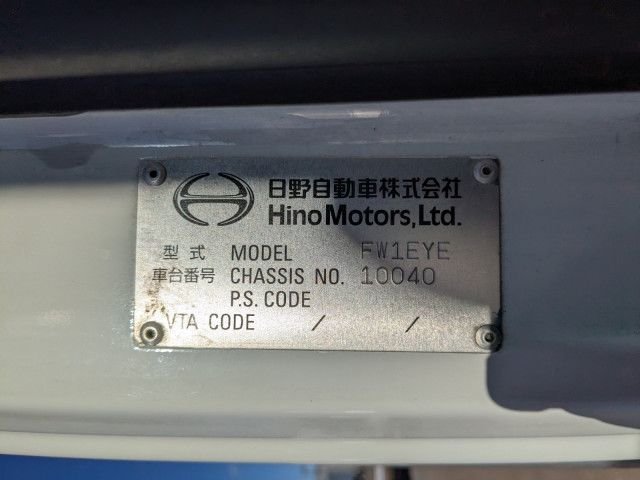 日野自動車株式会社
Hino Motors, Ltd.
型式 MODEL FW1EYE
車台番号 CHASSIS NO. 10040
P.S. CODE
VTA CODE / /